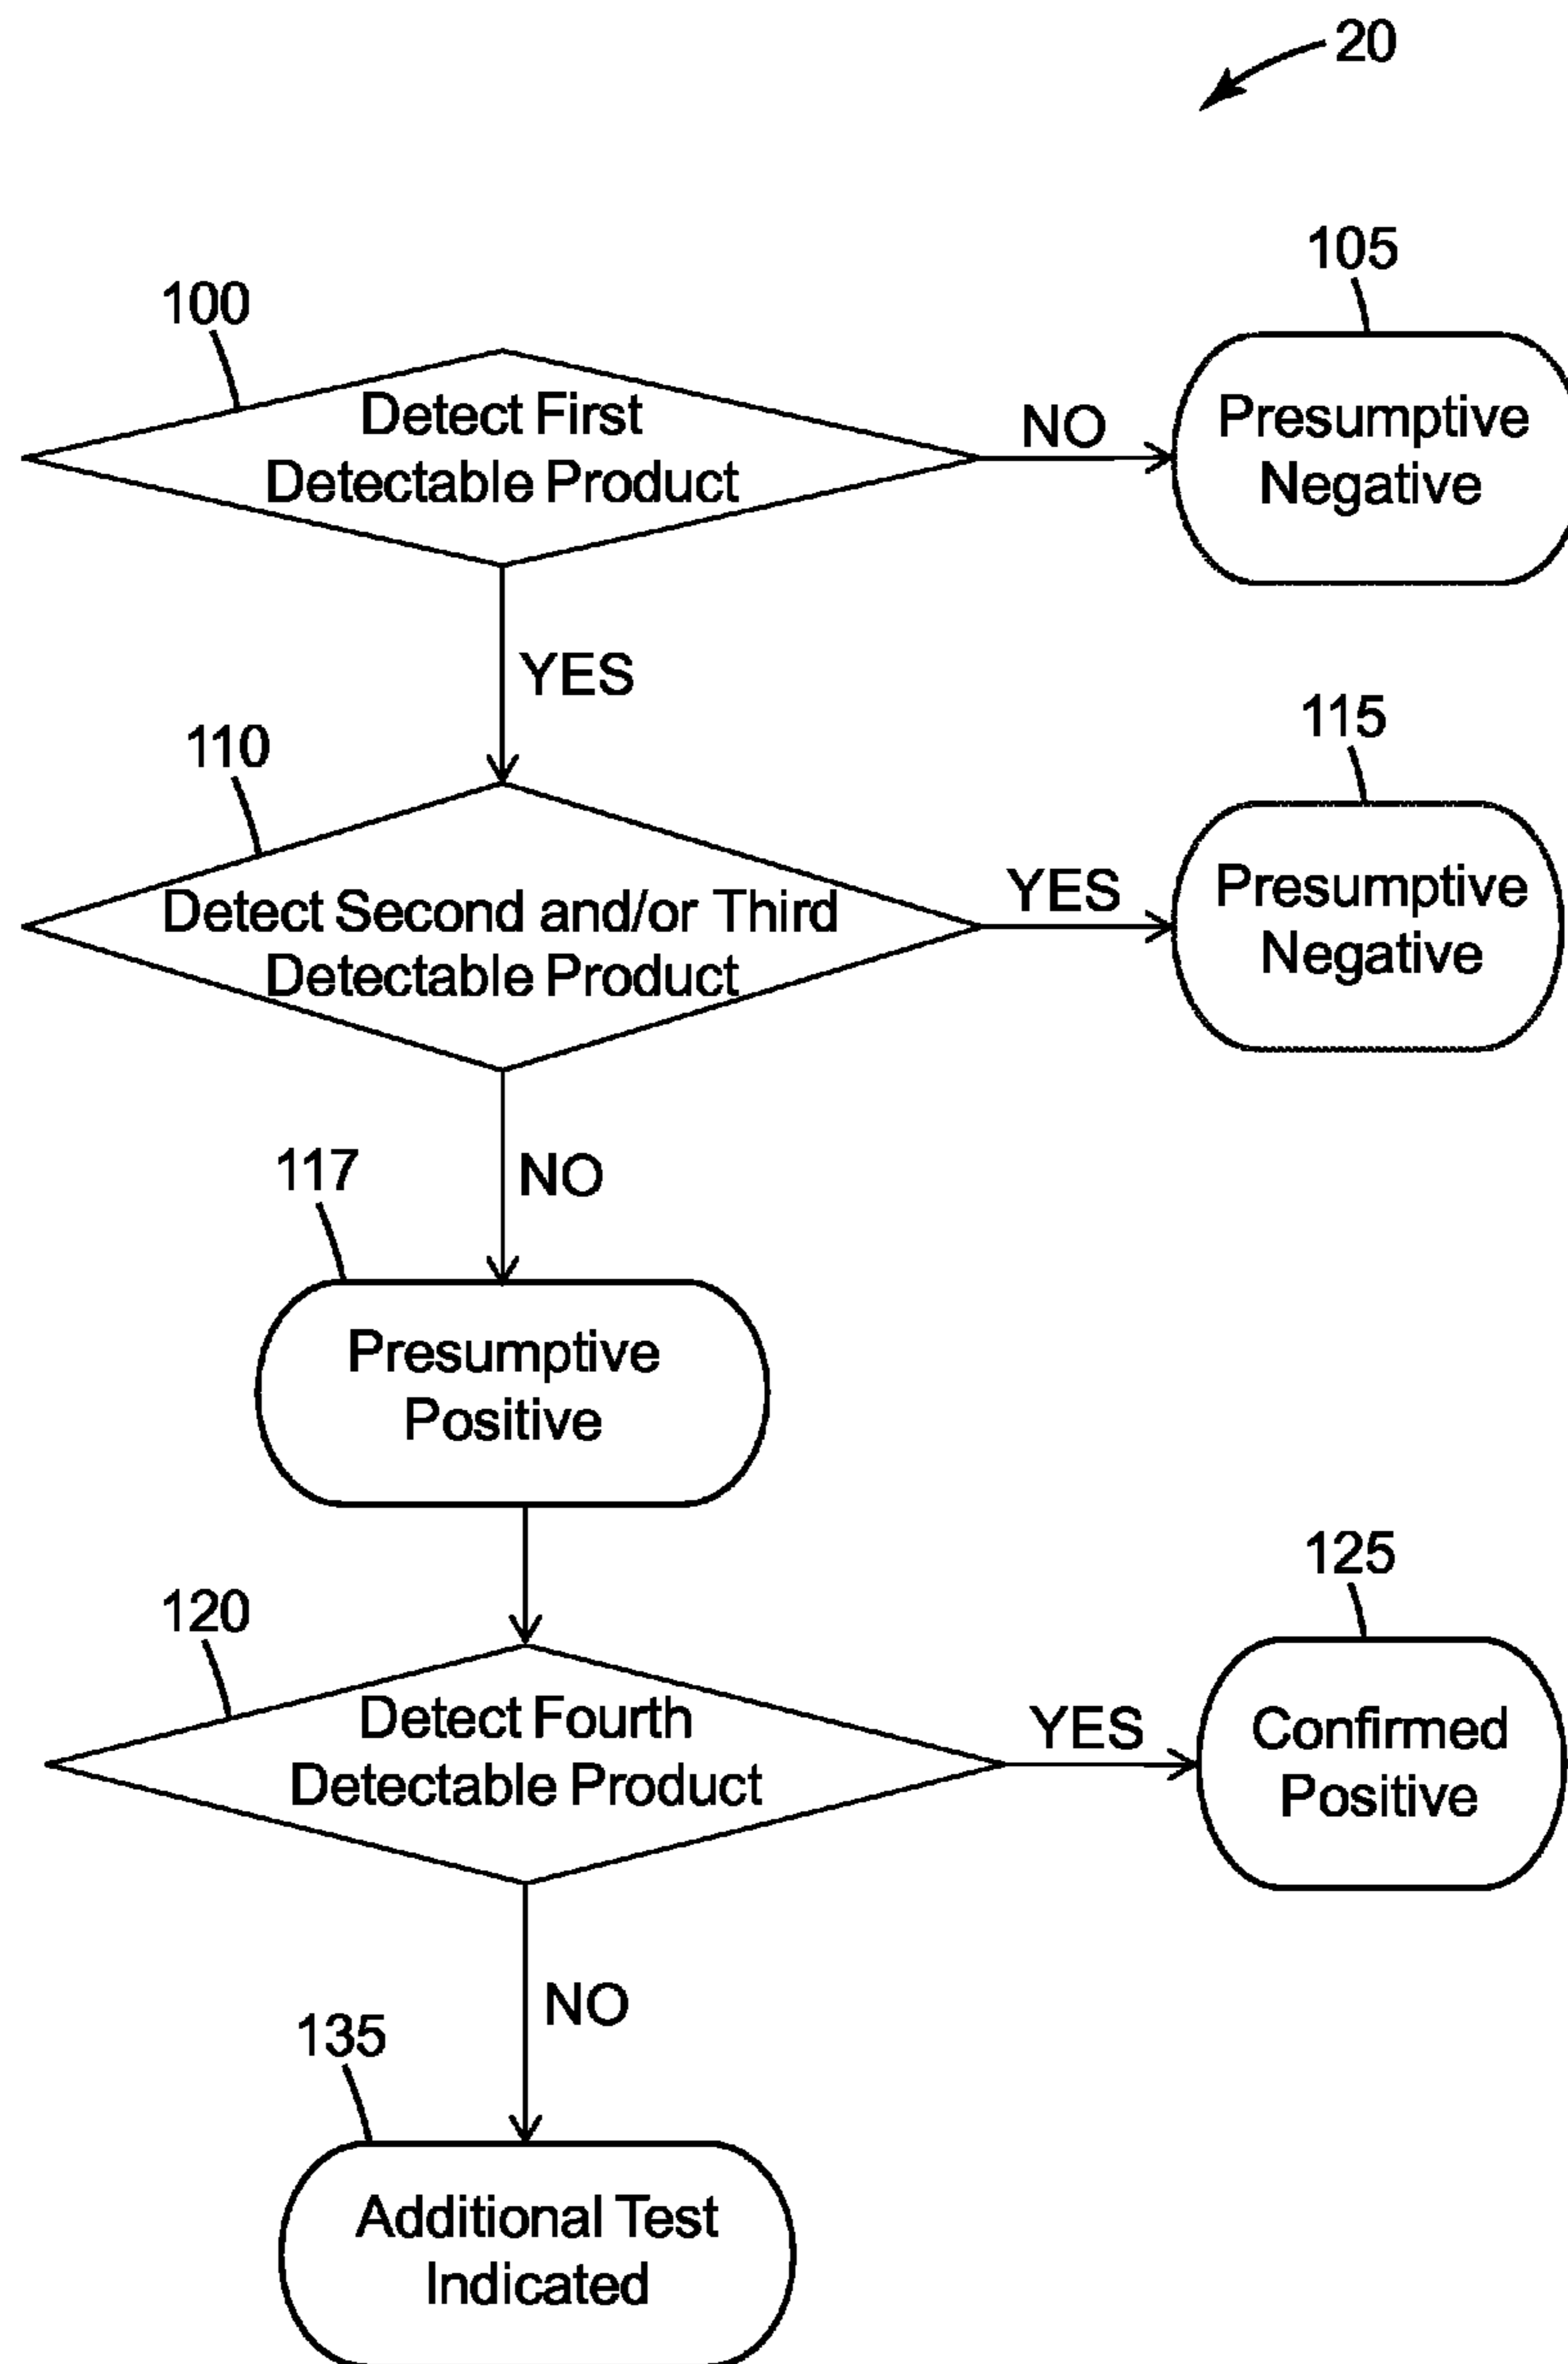 20
105
100
Detect First
Detectable Product
NO
Presumptive
Negative
YES
115
110
Detect Second and/or Third
Detectable Product
YES
Presumptive
Negative
117
NO
Presumptive
Positive
125
120
Detect Fourth
Detectable Product
YES
Confirmed
Positive
NO
135
Additional Test
Indicated